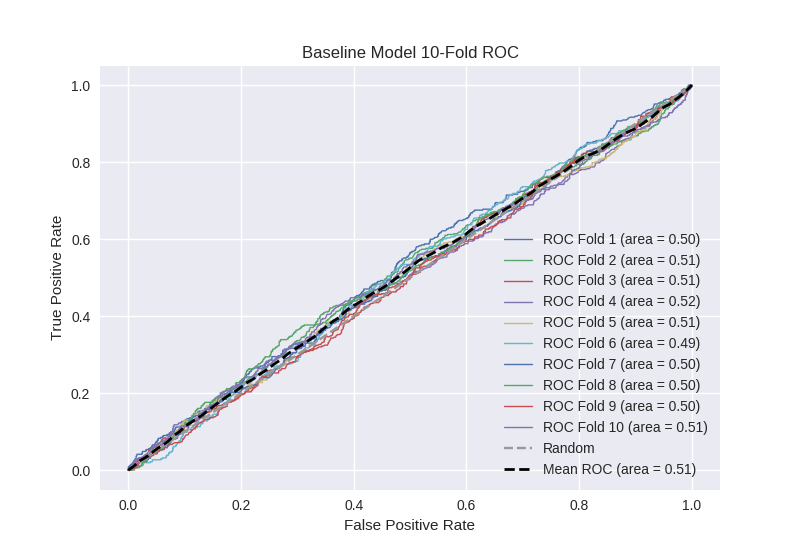 Baseline Model 10-Fold ROC
1.0
0.8
0.6
0.4
0.2
0.0
True Positive Rate
ROC Fold 1 (area = 0.50)
ROC Fold 2 (area = 0.51)
ROC Fold 3 (area = 0.51)
ROC Fold 4 (area = 0.52)
ROC Fold 5 (area = 0.51)
ROC Fold 6 (area = 0.49)
ROC Fold 7 (area = 0.50)
ROC Fold 8 (area = 0.50)
ROC Fold 9 (area = 0.50)
ROC Fold 10 (area = 0.51)
Random
Mean ROC (area = 0.51)
0.0 0.2 0.4 0.6 0.8 1.0
False Positive Rate